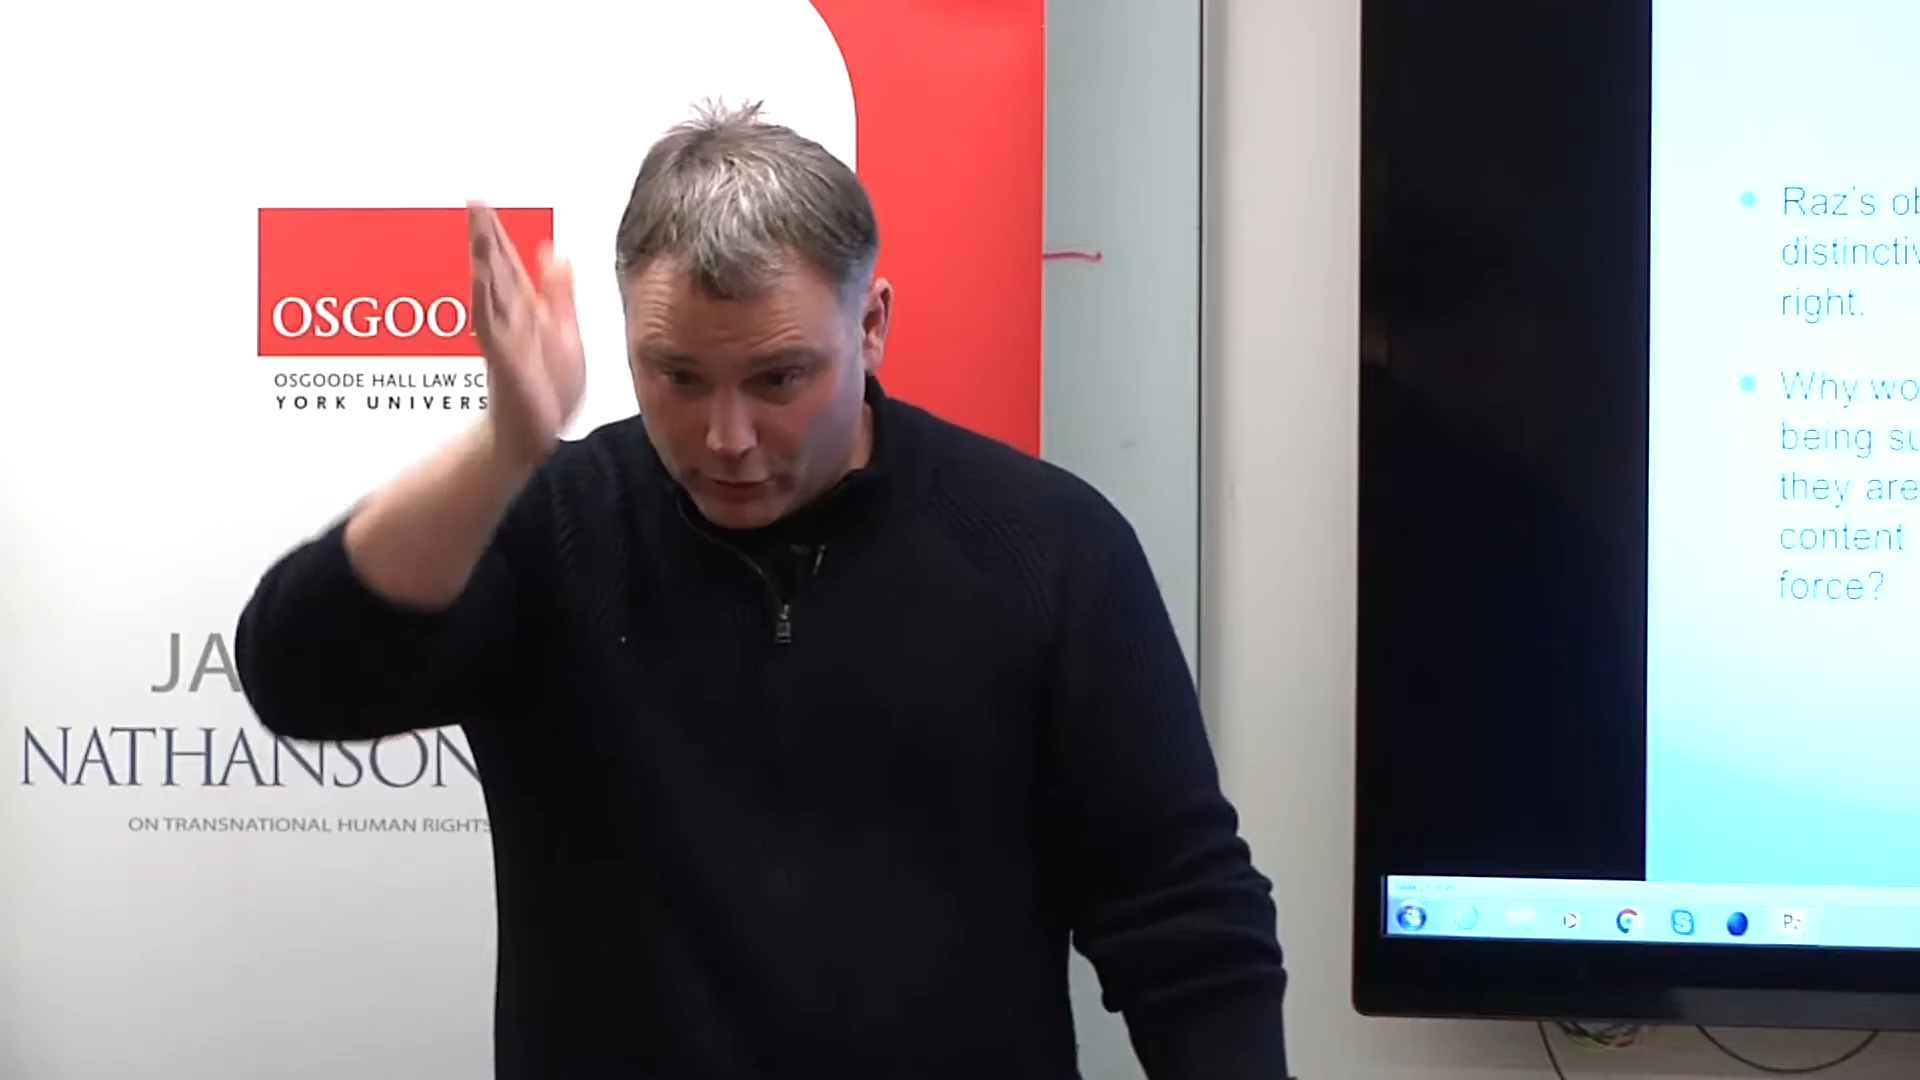 OSGOO
OSGOODE HALL LAW SC
YORK UNIVERS
JA
NATHANSON
ON TRANSNATIONAL HUMAN RIGHTS
Raz's ob
distinctiv
right.
Why wo
being su
they are
content
force?